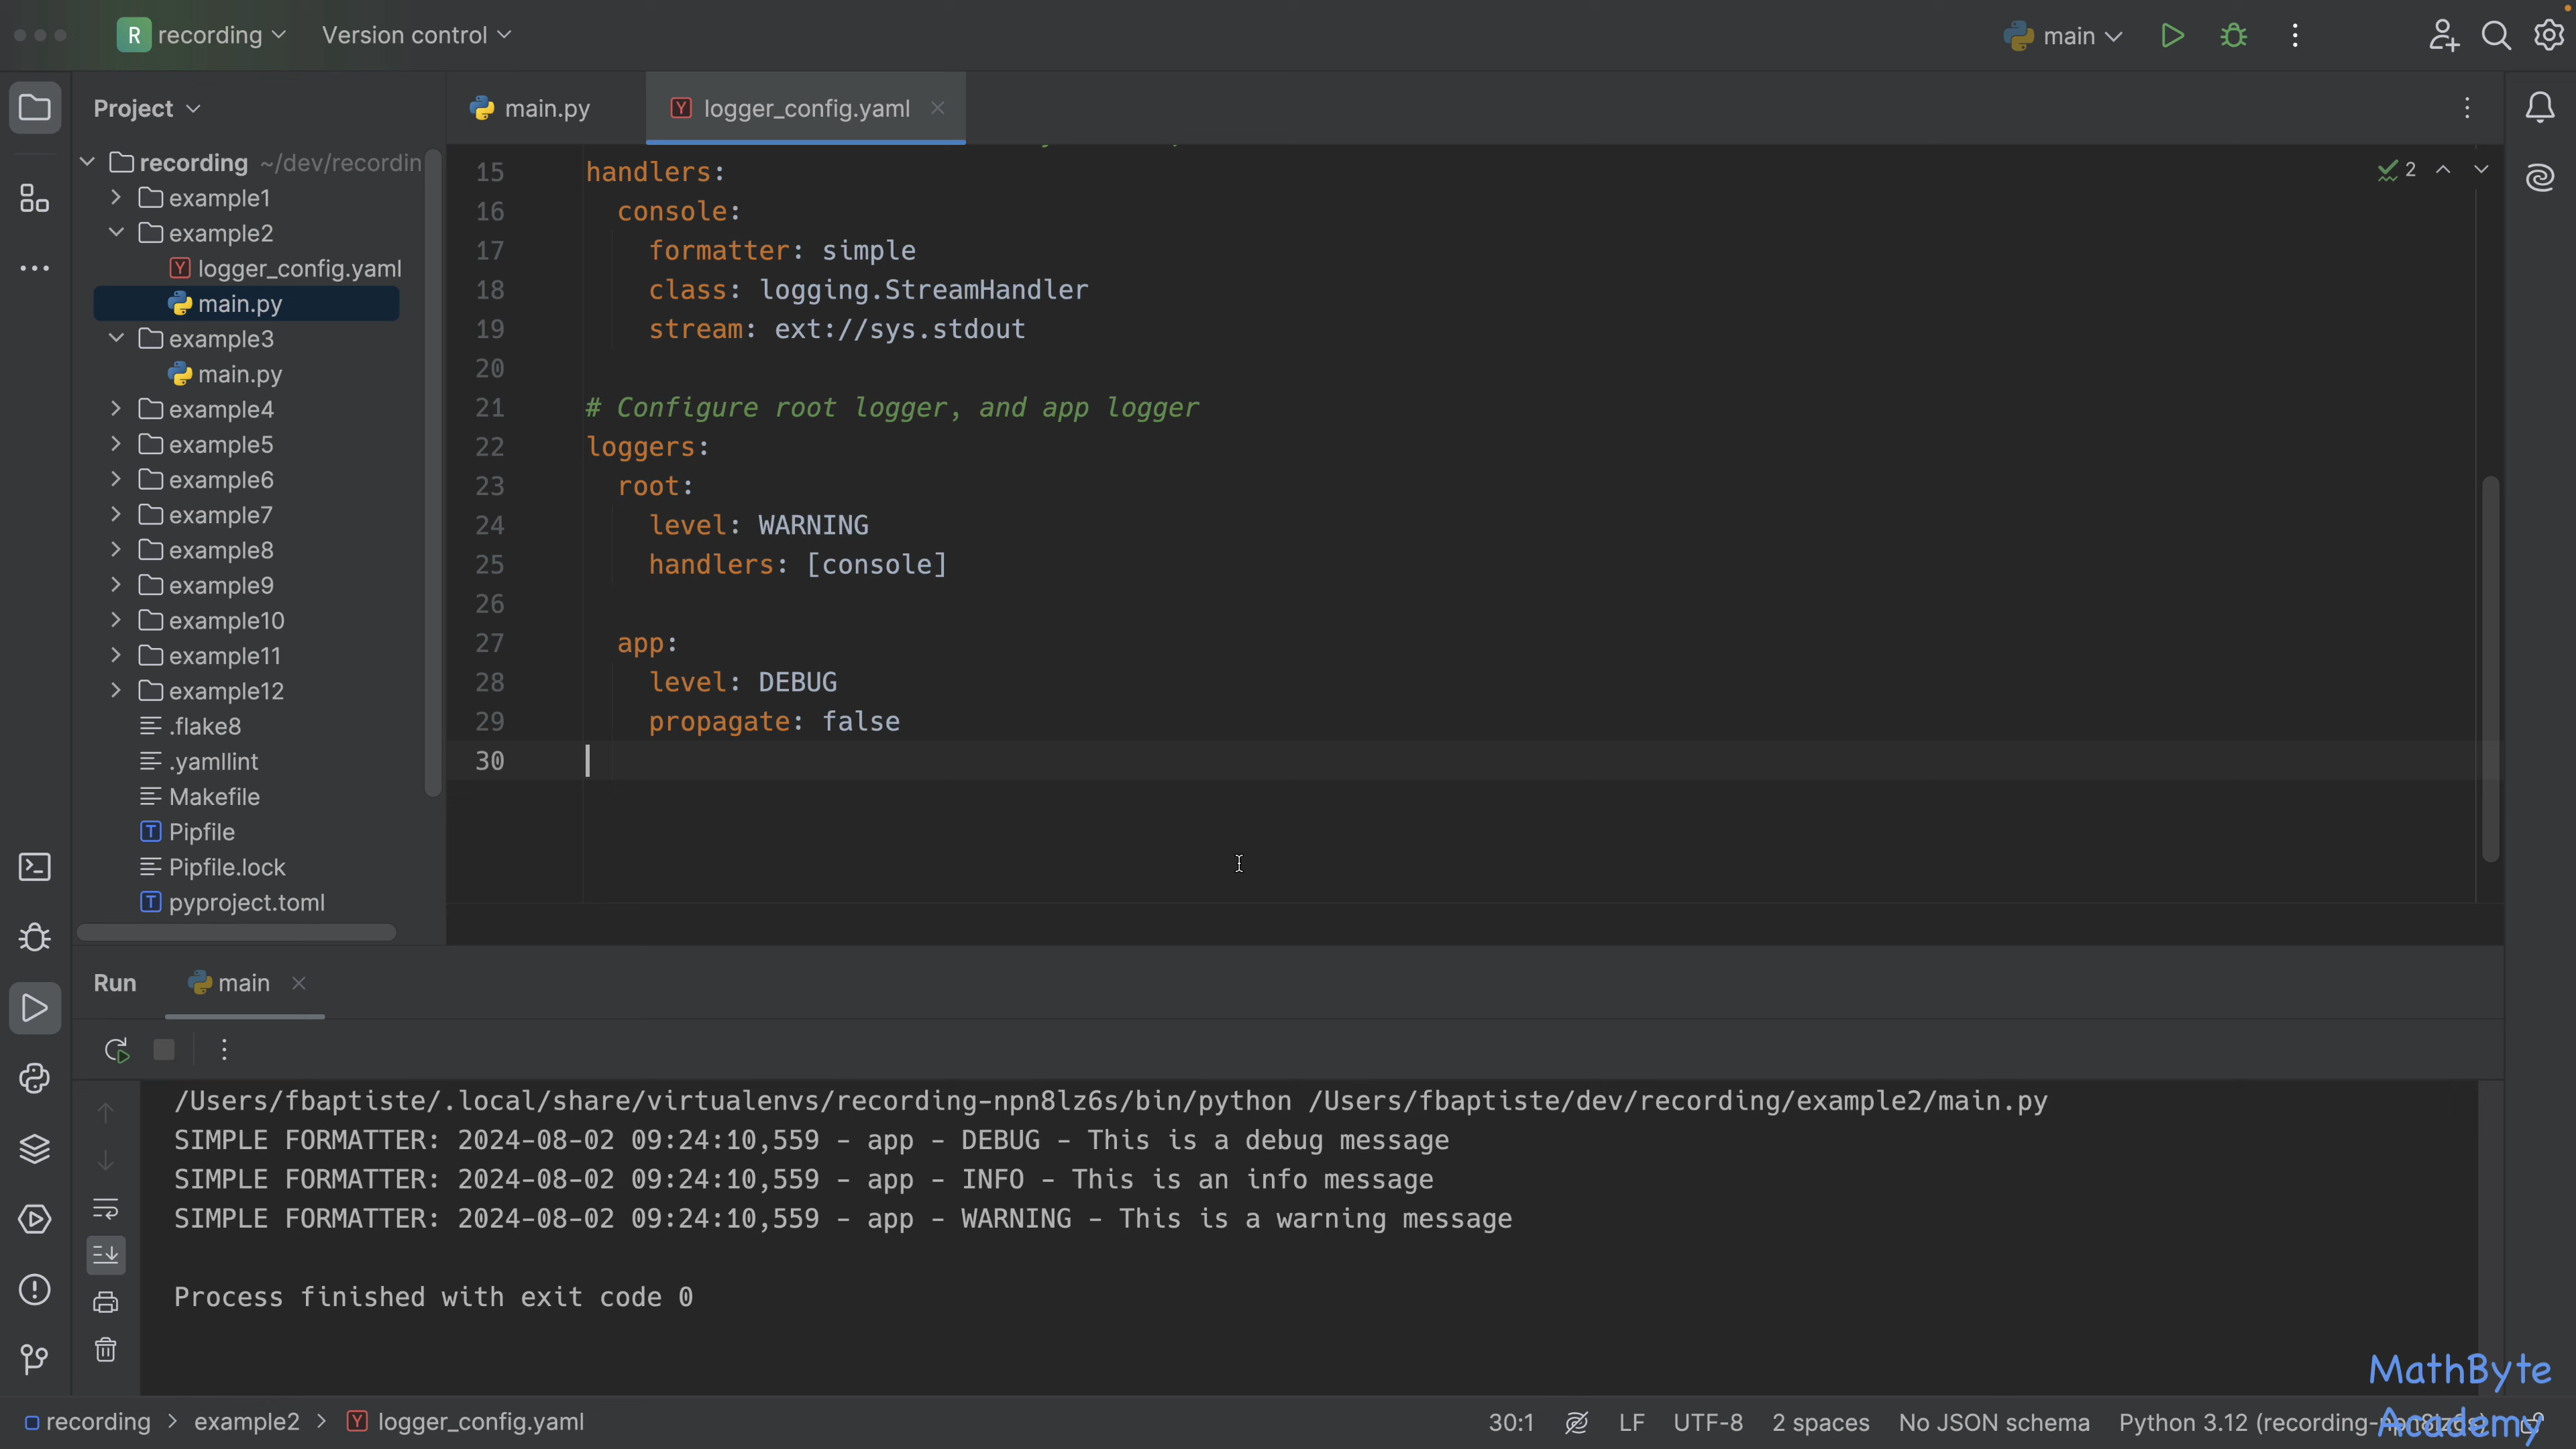 R recording Version control main
Project
main.py
logger_config.yaml
2
recording ~/dev/recordin
example1
example2
logger_config.yaml
main.py
example3
main.py
example4
example5
example6
example7
example8
example9
example10
example11
example12
.flake8
.yamllint
Makefile
Pipfile
Pipfile.lock
pyproject.toml
15 handlers:
16 console:
17 formatter: simple
18 class: logging.StreamHandler
19 stream: ext://sys.stdout
20
21 # Configure root logger, and app logger
22 loggers:
23 root:
24 level: WARNING
25 handlers: [console]
26
27 app:
28 level: DEBUG
29 propagate: false
30
Run main
/Users/fbaptiste/.local/share/virtualenvs/recording-npn8lz6s/bin/python /Users/fbaptiste/dev/recording/example2/main.py
SIMPLE FORMATTER: 2024-08-02 09:24:10,559 - app - DEBUG - This is a debug message
SIMPLE FORMATTER: 2024-08-02 09:24:10,559 - app - INFO - This is an info message
SIMPLE FORMATTER: 2024-08-02 09:24:10,559 - app - WARNING - This is a warning message
Process finished with exit code 0
MathByte
Academy
recording > example2 > logger_config.yaml 30:1 LF UTF-8 2 spaces No JSON schema Python 3.12 (recording-npn8lz6s)